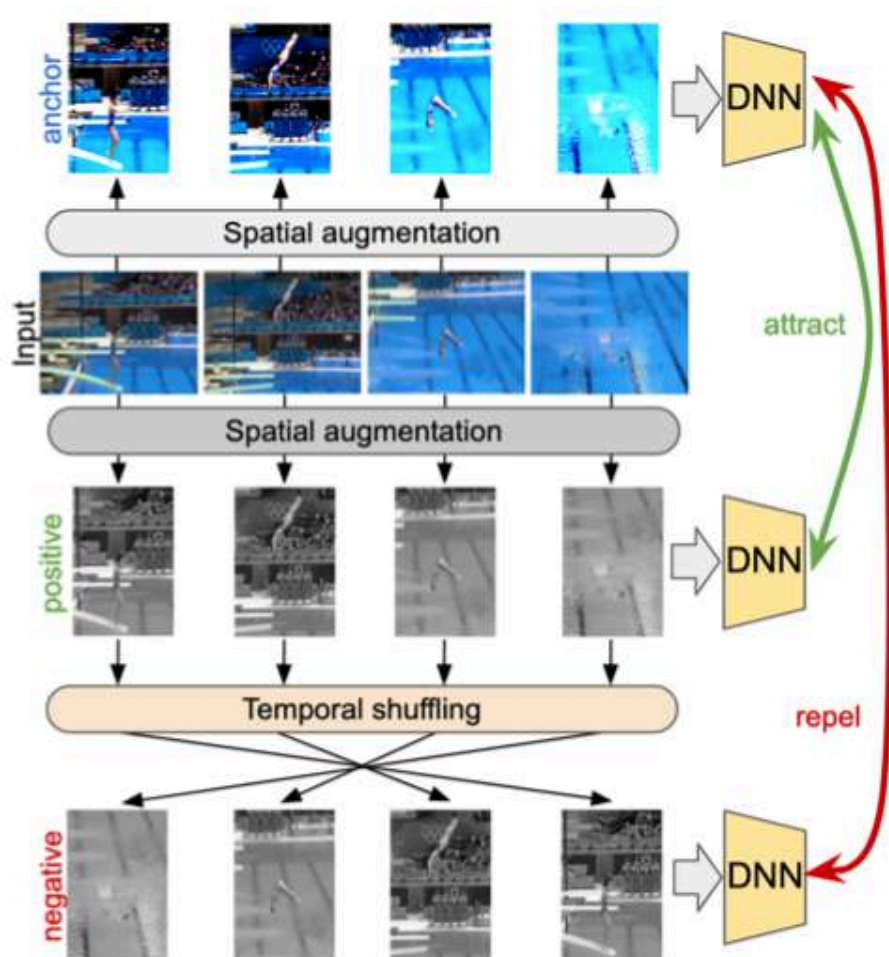 anchor
DNN
Spatial augmentation
Input
attract
Spatial augmentation
positive
DNN
Temporal shuffling
repel
negative
DNN